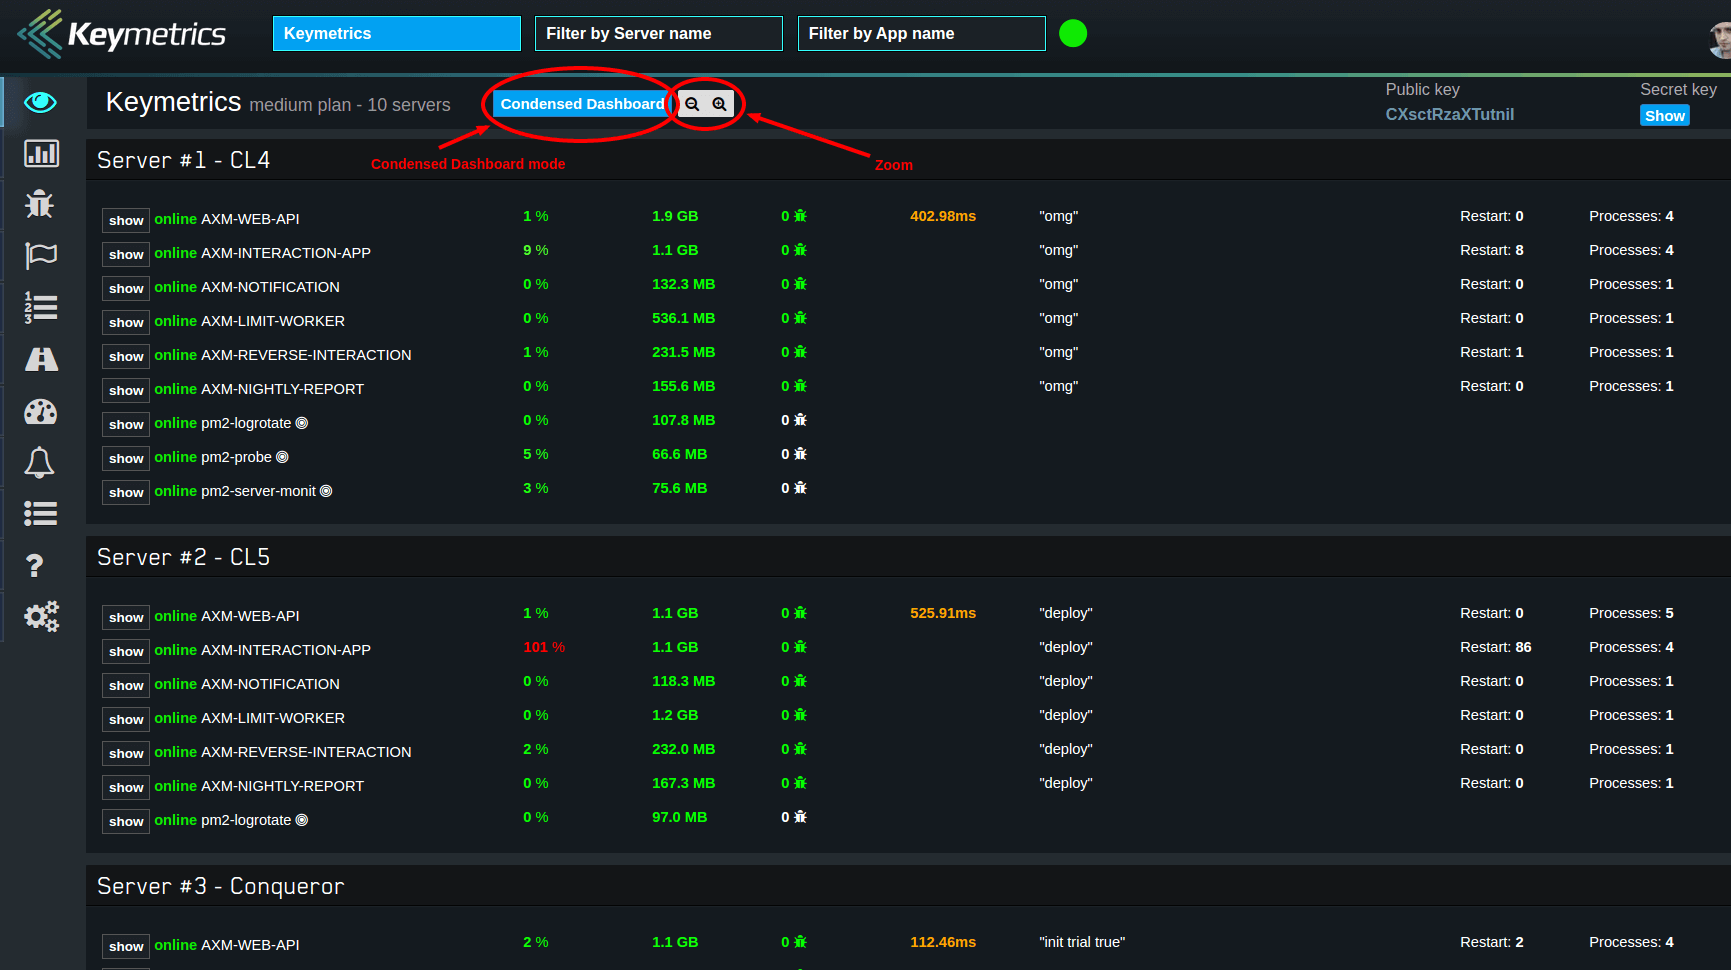 Keymetrics
Keymetrics
Filter by Server name
Filter by App name
Keymetrics medium plan - 10 servers
Condensed Dashboard
Public key
CXsctRzaXTutnil
Secret key
Show
Condensed Dashboard mode
Zoom
Server #1 - CL4
show online AXM-WEB-API 1 % 1.9 GB 0 402.98ms "omg" Restart: 0 Processes: 4
show online AXM-INTERACTION-APP 9 % 1.1 GB 0 "omg" Restart: 8 Processes: 4
show online AXM-NOTIFICATION 0 % 132.3 MB 0 "omg" Restart: 0 Processes: 1
show online AXM-LIMIT-WORKER 0 % 536.1 MB 0 "omg" Restart: 0 Processes: 1
show online AXM-REVERSE-INTERACTION 1 % 231.5 MB 0 "omg" Restart: 1 Processes: 1
show online AXM-NIGHTLY-REPORT 0 % 155.6 MB 0 "omg" Restart: 0 Processes: 1
show online pm2-logrotate 0 % 107.8 MB 0
show online pm2-probe 5 % 66.6 MB 0
show online pm2-server-monit 3 % 75.6 MB 0
1
2
3
?
Server #2 - CL5
show online AXM-WEB-API 1 % 1.1 GB 0 525.91ms "deploy" Restart: 0 Processes: 5
show online AXM-INTERACTION-APP 101 % 1.1 GB 0 "deploy" Restart: 86 Processes: 4
show online AXM-NOTIFICATION 0 % 118.3 MB 0 "deploy" Restart: 0 Processes: 1
show online AXM-LIMIT-WORKER 0 % 1.2 GB 0 "deploy" Restart: 0 Processes: 1
show online AXM-REVERSE-INTERACTION 2 % 232.0 MB 0 "deploy" Restart: 0 Processes: 1
show online AXM-NIGHTLY-REPORT 0 % 167.3 MB 0 "deploy" Restart: 0 Processes: 1
show online pm2-logrotate 0 % 97.0 MB 0
Server #3 - Conqueror
show online AXM-WEB-API 2 % 1.1 GB 0 112.46ms "init trial true" Restart: 2 Processes: 4